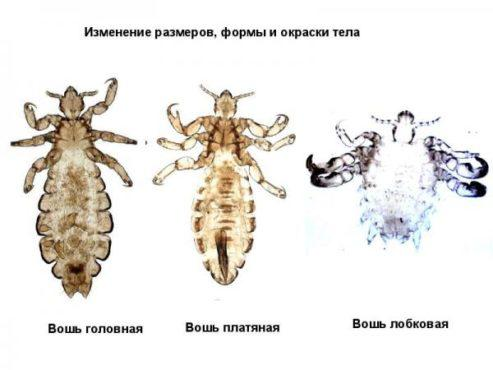 Изменение размеров, формы и окраски тела
Вошь головная
Вошь платяная
Вошь лобковая